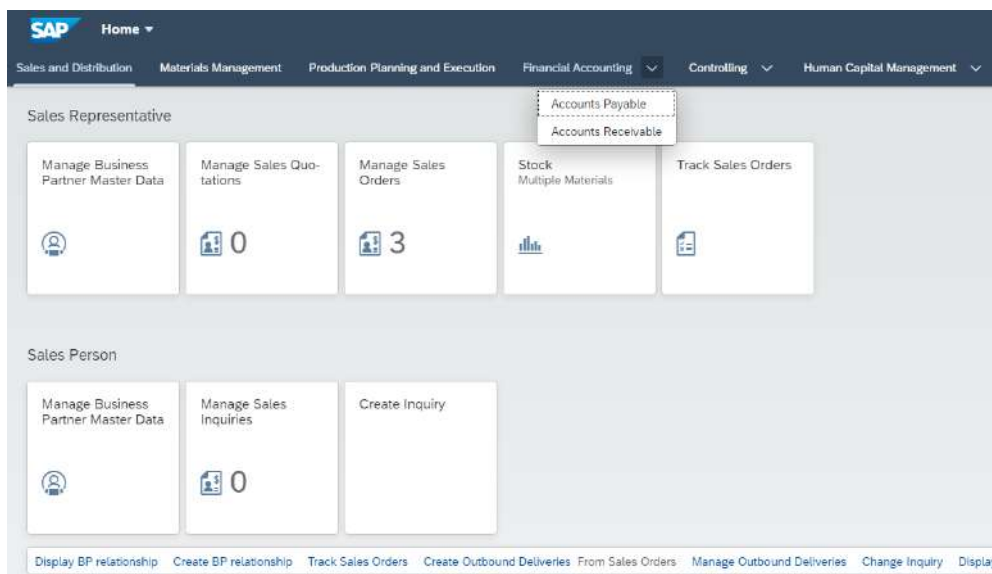 SAP Home
Sales and Distribution Materials Management Production Planning and Execution Financial Accounting Controlling Human Capital Management
Accounts Payable
Accounts Receivable
Sales Representative
Manage Business
Partner Master Data
Manage Sales Quo-
tations
0
Manage Sales
Orders
3
Stock
Multiple Materials
Track Sales Orders
Sales Person
Manage Business
Partner Master Data
Manage Sales
Inquiries
0
Create Inquiry
Display BP relationship Create BP relationship Track Sales Orders Create Outbound Deliveries From Sales Orders Manage Outbound Deliveries Change Inquiry Displa